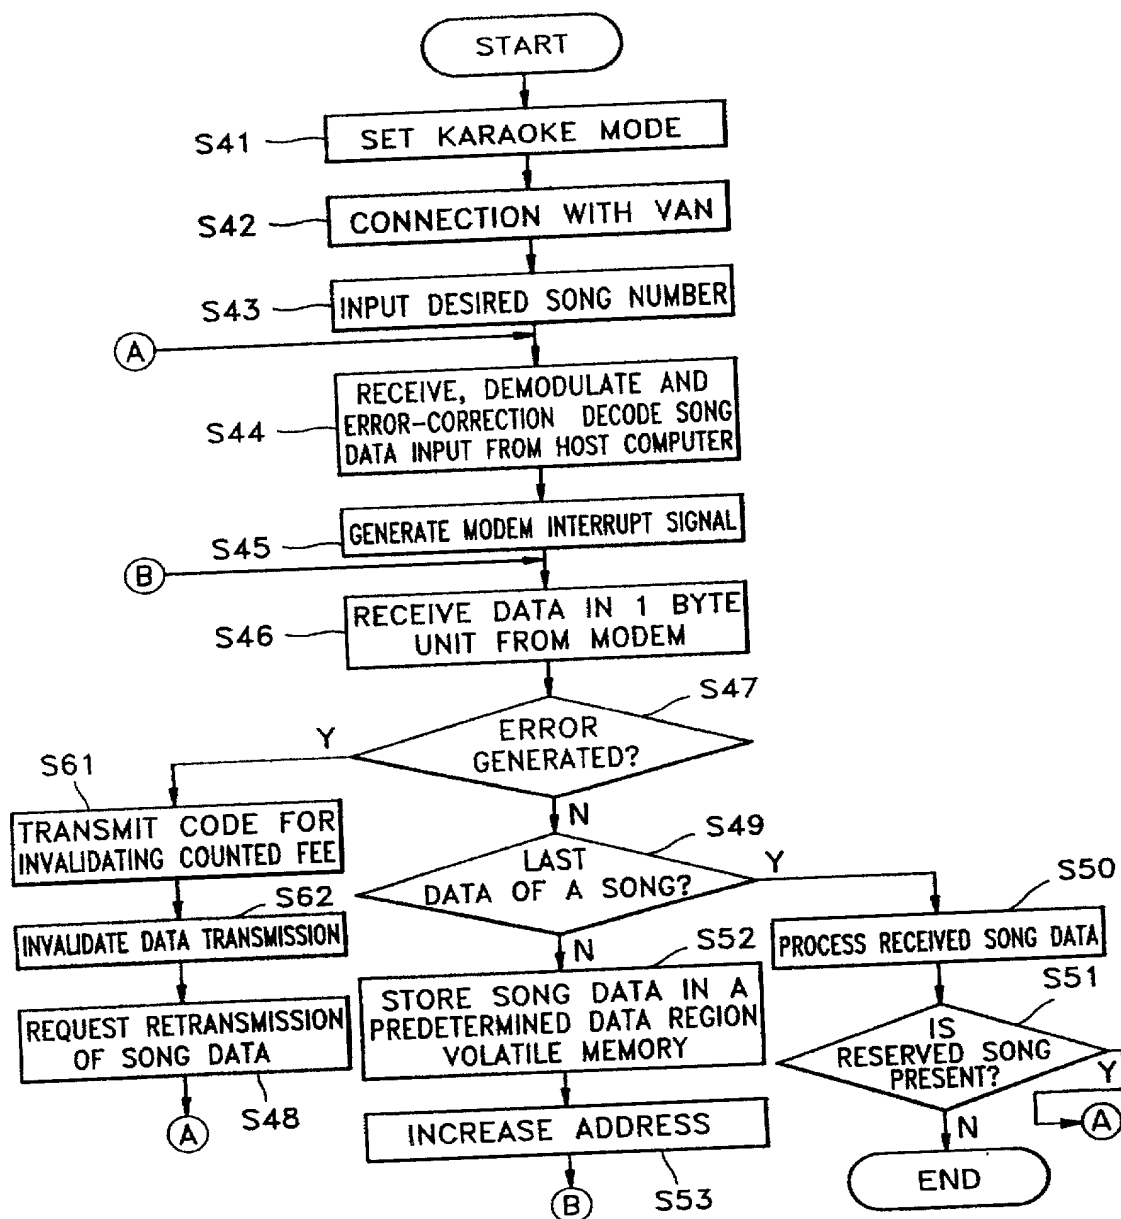 START
S41
SET KARAOKE MODE
S42
CONNECTION WITH VAN
S43
INPUT DESIRED SONG NUMBER
A
S44
RECEIVE, DEMODULATE AND
ERROR-CORRECTION DECODE SONG
DATA INPUT FROM HOST COMPUTER
S45
GENERATE MODEM INTERRUPT SIGNAL
B
S46
RECEIVE DATA IN 1 BYTE
UNIT FROM MODEM
S47
ERROR
GENERATED?
Y
N
S61
TRANSMIT CODE FOR
INVALIDATING COUNTED FEE
S62
INVALIDATE DATA TRANSMISSION
REQUEST RETRANSMISSION
OF SONG DATA
S48
A
S49
LAST
DATA OF A SONG?
Y
N
S50
PROCESS RECEIVED SONG DATA
S51
IS
RESERVED SONG
PRESENT?
Y
A
N
END
S52
STORE SONG DATA IN A
PREDETERMINED DATA REGION
VOLATILE MEMORY
INCREASE ADDRESS
S53
B